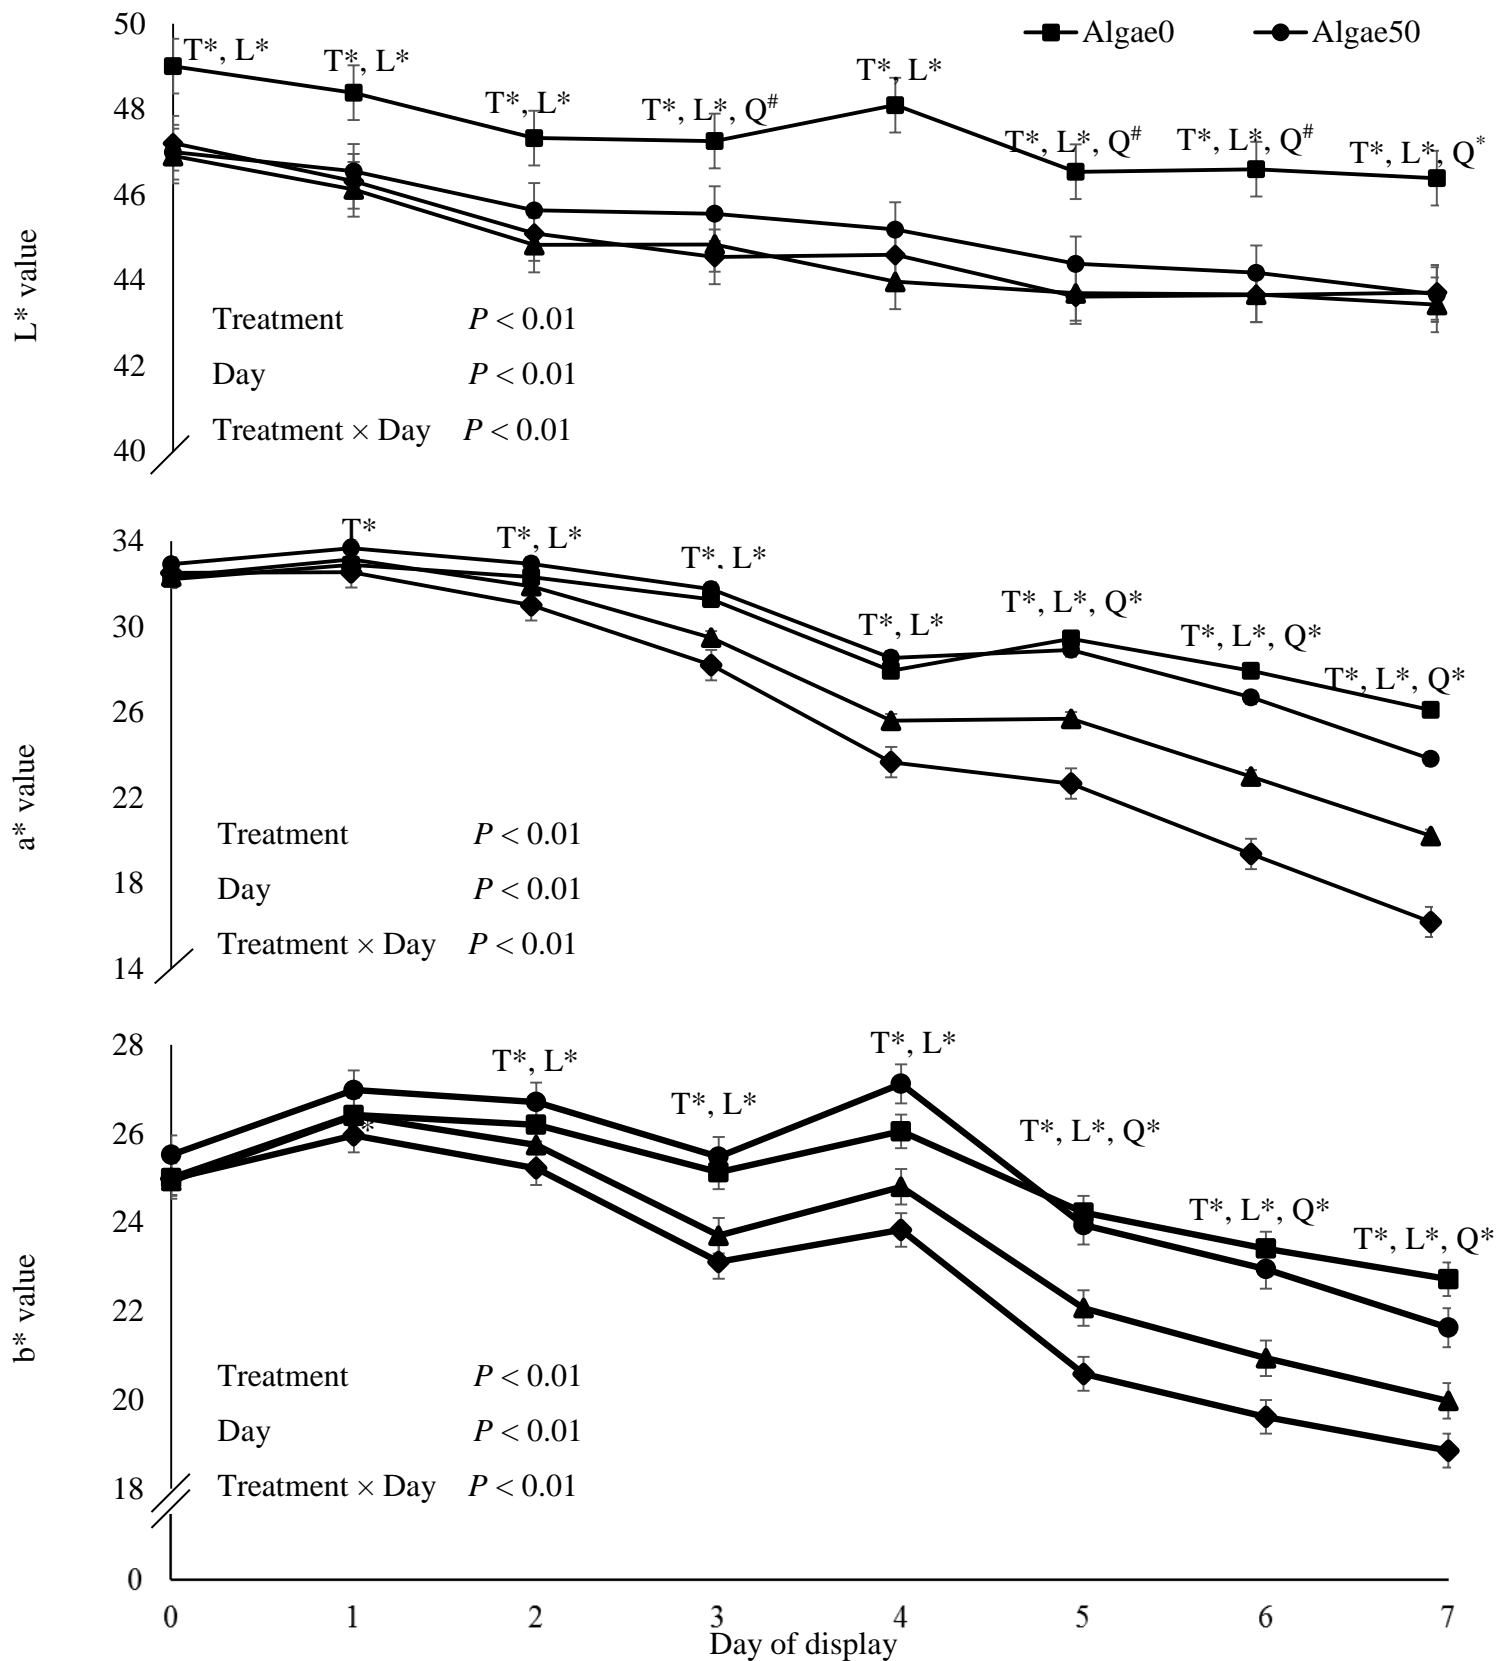 50
Algae0
Algae50
T*, L*
T*, L*
T*, L*
T*, L*, Q#
T*, L*
T*, L*, Q#
T*, L*, Q#
T*, L*, Q*
48
46
44
42
40
L* value
Treatment P < 0.01
Day P < 0.01
Treatment × Day P < 0.01
34
30
26
22
18
14
a* value
T*
T*, L*
T*, L*
T*, L*
T*, L*, Q*
T*, L*, Q*
T*, L*, Q*
Treatment P < 0.01
Day P < 0.01
Treatment × Day P < 0.01
28
26
24
22
20
18
0
b* value
*
T*, L*
T*, L*
T*, L*
T*, L*, Q*
T*, L*, Q*
T*, L*, Q*
Treatment P < 0.01
Day P < 0.01
Treatment × Day P < 0.01
0 1 2 3 4 5 6 7
Day of display